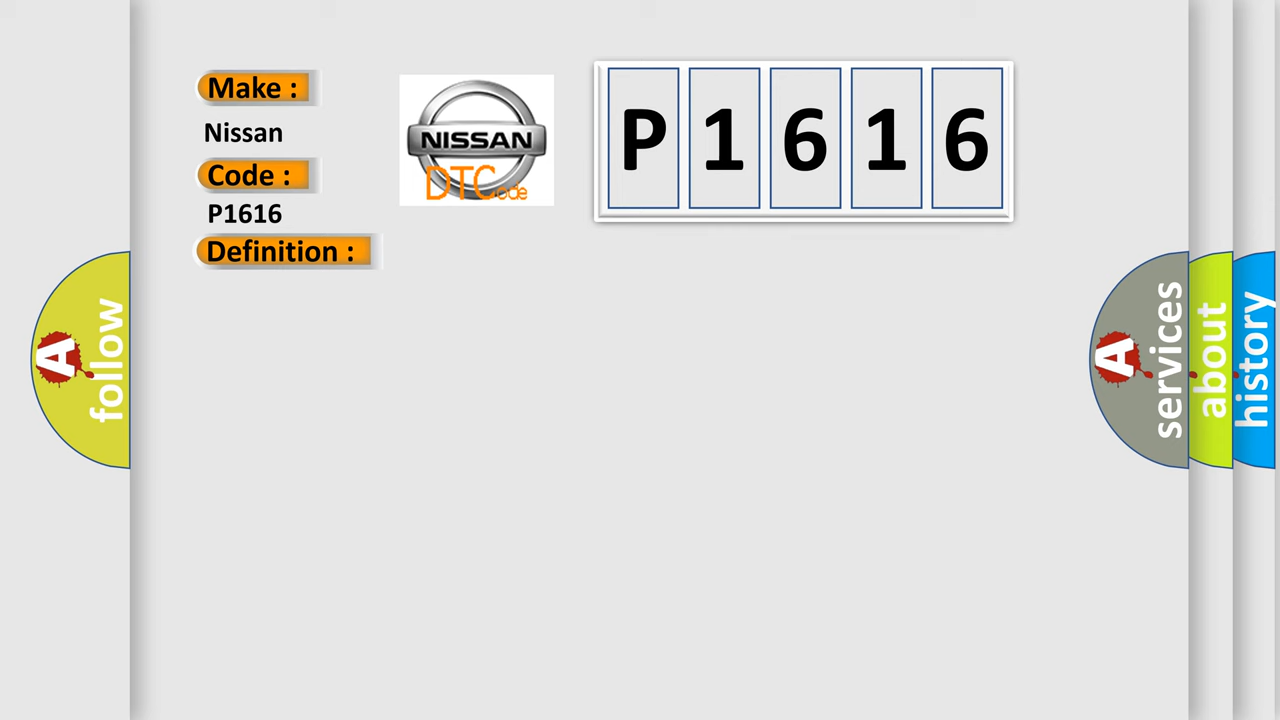 Make :
Nissan
Code :
P1616
Definition :
NISSAN
DTCode
P 1 6 1 6
A follow
A services
about
history